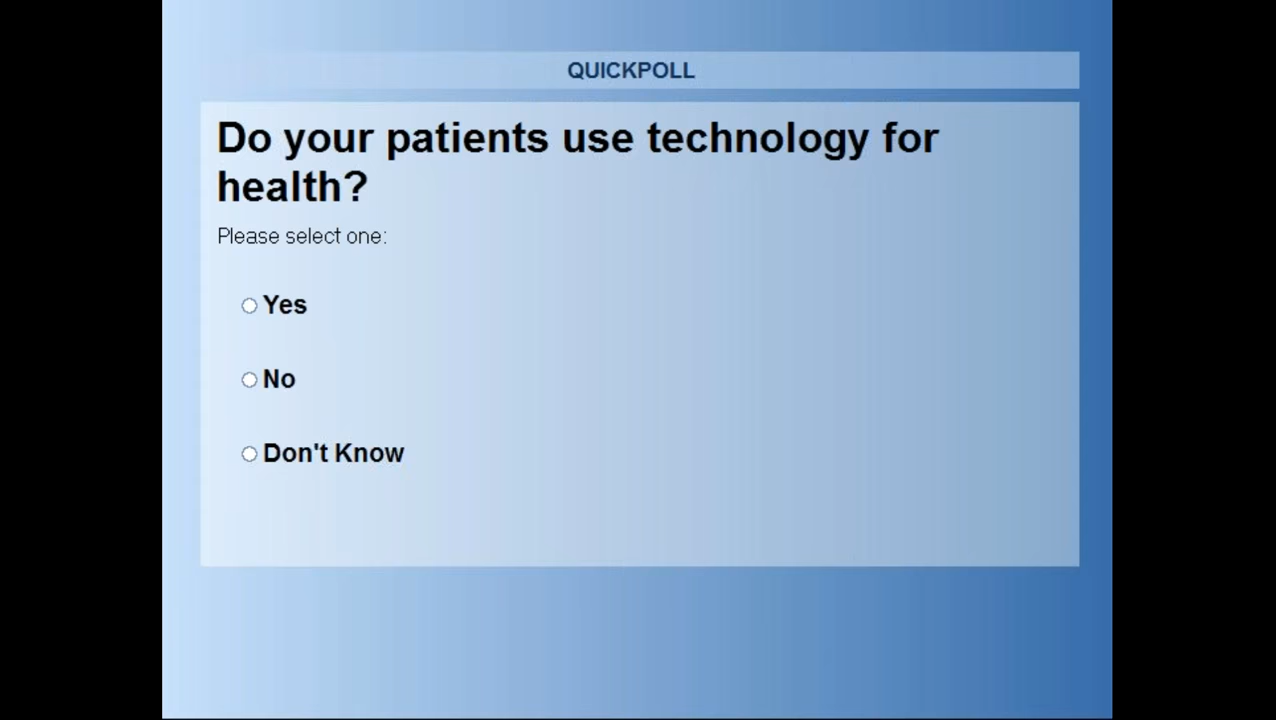 QUICKPOLL
Do your patients use technology for
health?
Please select one:
Yes
No
Don't Know